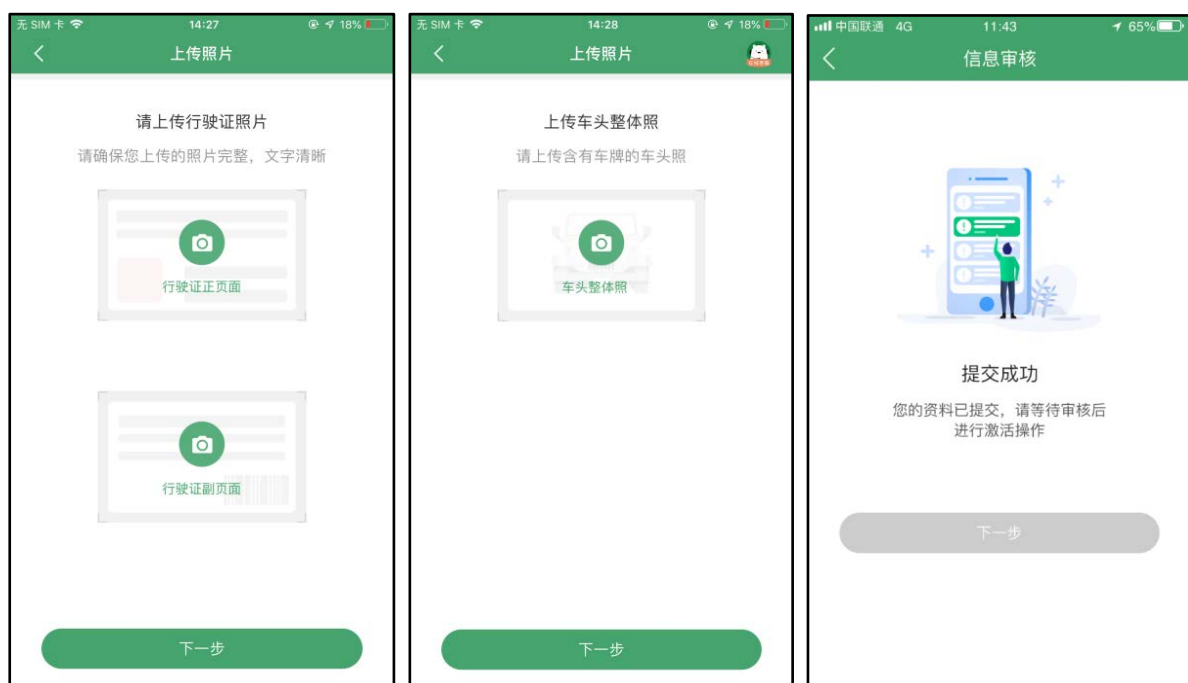 无 SIM 卡
14:27
18%
上传照片
请上传行驶证照片
请确保您上传的照片完整，文字清晰
行驶证正页面
行驶证副页面
下一步
无 SIM 卡
14:28
18%
上传照片
上传车头整体照
请上传含有车牌的车头照
车头整体照
下一步
中国联通 4G
11:43
65%
信息审核
提交成功
您的资料已提交，请等待审核后
进行激活操作
下一步